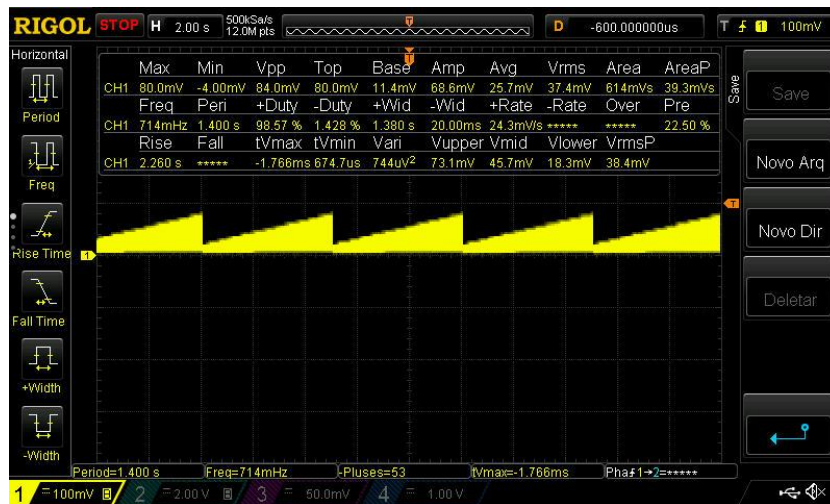 RIGOL STOP H 2.00 s 500kSa/s 12.0M pts D -600.000000us T 1 100mV
Horizontal
Period
Freq
Rise Time
Fall Time
+Width
-Width
Max Min Vpp Top Base Amp Avg Vrms Area AreaP
CH1 80.0mV -4.00mV 84.0mV 80.0mV 11.4mV 68.6mV 25.7mV 37.4mV 614mVs 39.3mVs
Freq Peri +Duty -Duty +Wid -Wid +Rate -Rate Over Pre
CH1 714mHz 1.400 s 98.57 % 1.428 % 1.380 s 20.00ms 24.3mV/s ***** ***** 22.50 %
Rise Fall tVmax tVmin Vari Vupper Vmid Vlower VrmsP
CH1 2.260 s ***** -1.766ms 674.7us 744uV² 73.1mV 45.7mV 18.3mV 38.4mV
T
T
1
Save
Save
Novo Arq
Novo Dir
Deletar
Period=1.400 s Freq=714mHz -Pluses=53 tVmax=-1.766ms Phaƒ1→2=*****
1 =100mV B 2 =2.00 V B 3 = 50.0mV 4 = 1.00 V